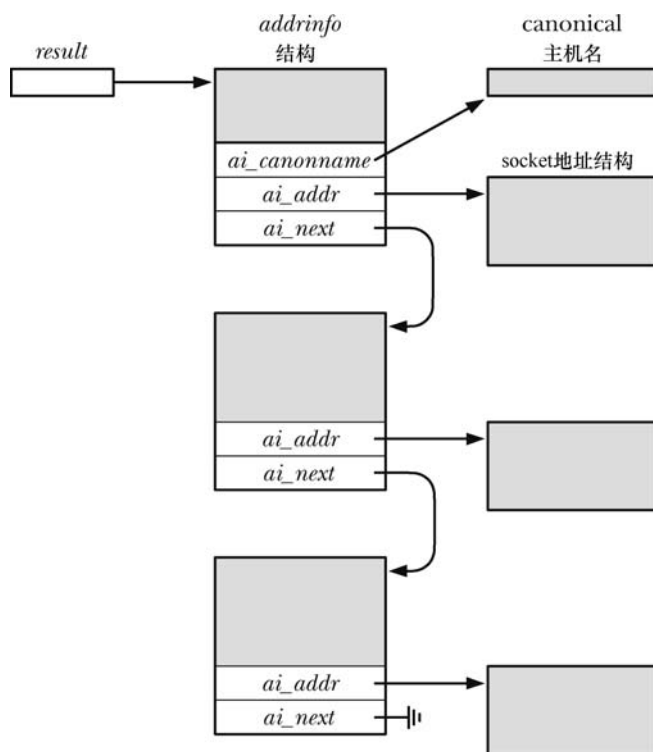 result
addrinfo
结构
canonical
主机名
ai_canonname
ai_addr
ai_next
socket地址结构
ai_addr
ai_next
ai_addr
ai_next